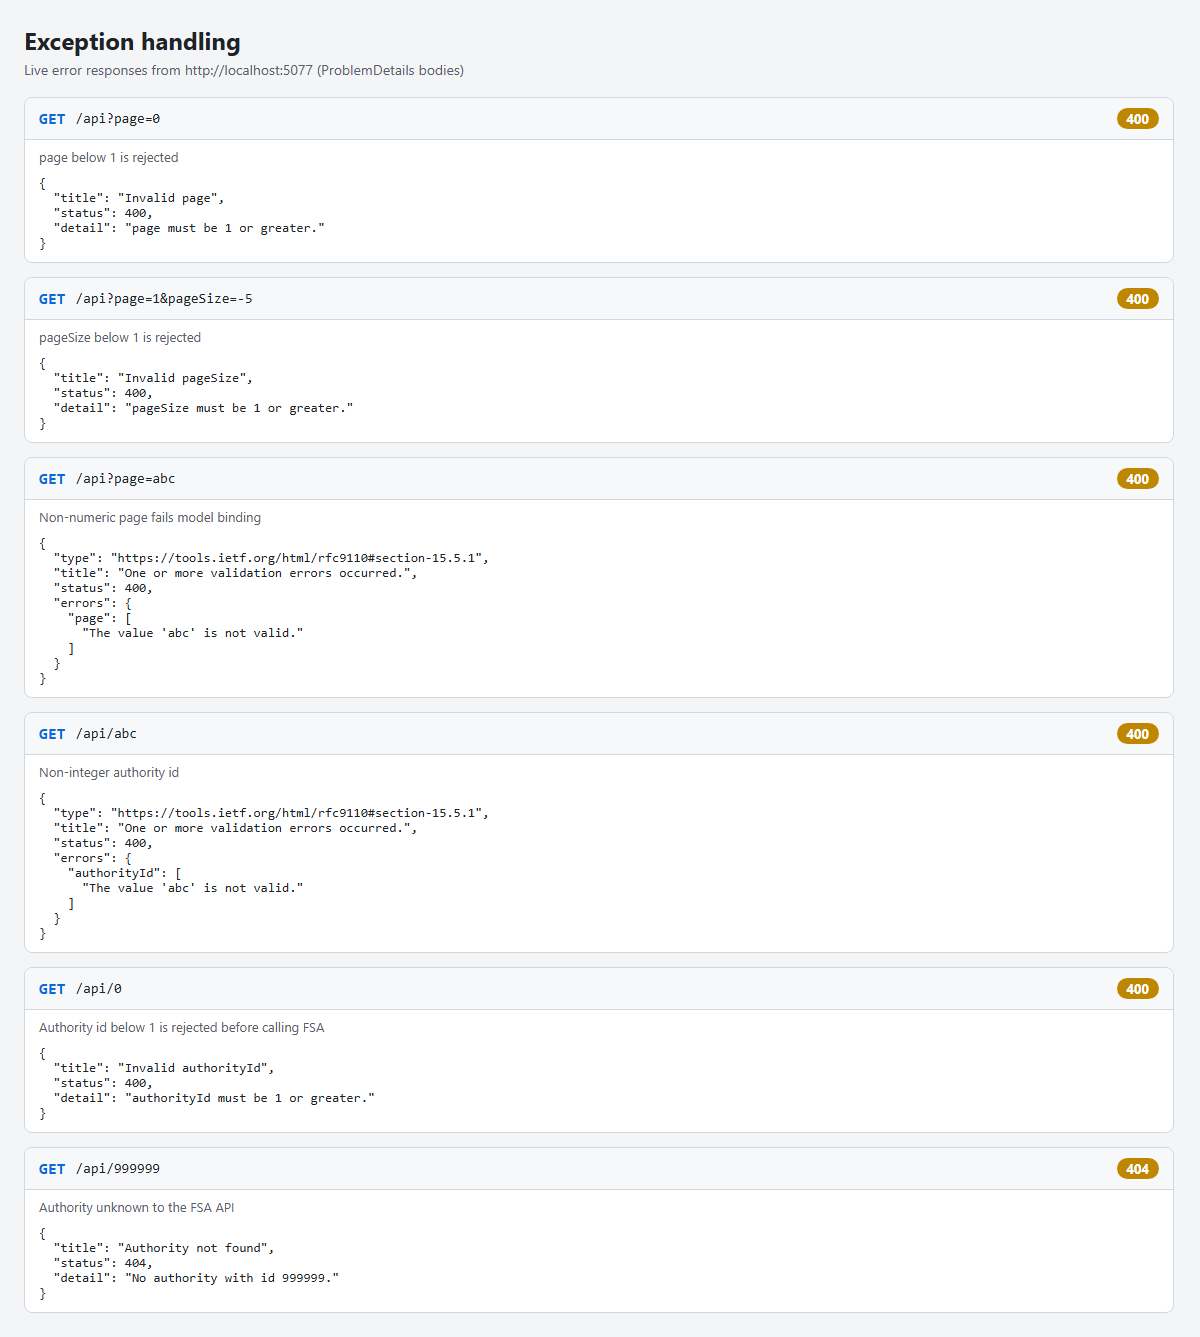 Exception handling
Live error responses from http://localhost:5077 (ProblemDetails bodies)
GET /api?page=0 400
page below 1 is rejected
{
  "title": "Invalid page",
  "status": 400,
  "detail": "page must be 1 or greater."
}
GET /api?page=1&pageSize=-5 400
pageSize below 1 is rejected
{
  "title": "Invalid pageSize",
  "status": 400,
  "detail": "pageSize must be 1 or greater."
}
GET /api?page=abc 400
Non-numeric page fails model binding
{
  "type": "https://tools.ietf.org/html/rfc9110#section-15.5.1",
  "title": "One or more validation errors occurred.",
  "status": 400,
  "errors": {
    "page": [
      "The value 'abc' is not valid."
    ]
  }
}
GET /api/abc 400
Non-integer authority id
{
  "type": "https://tools.ietf.org/html/rfc9110#section-15.5.1",
  "title": "One or more validation errors occurred.",
  "status": 400,
  "errors": {
    "authorityId": [
      "The value 'abc' is not valid."
    ]
  }
}
GET /api/0 400
Authority id below 1 is rejected before calling FSA
{
  "title": "Invalid authorityId",
  "status": 400,
  "detail": "authorityId must be 1 or greater."
}
GET /api/999999 404
Authority unknown to the FSA API
{
  "title": "Authority not found",
  "status": 404,
  "detail": "No authority with id 999999."
}